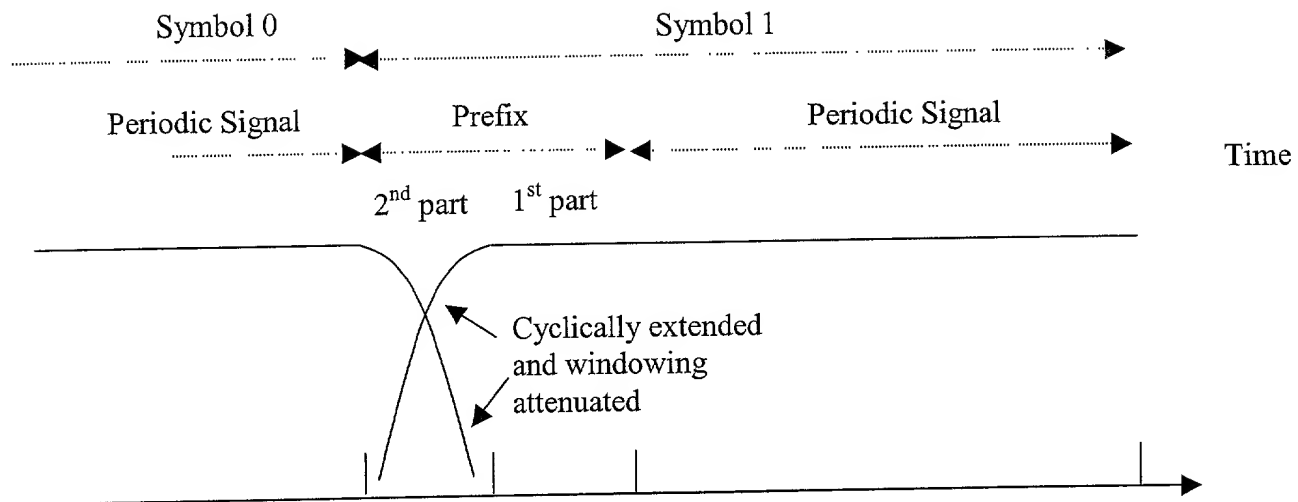 Symbol 0
Symbol 1
Periodic Signal
Prefix
Periodic Signal
Time
2nd part
1st part
Cyclically extended
and windowing
attenuated